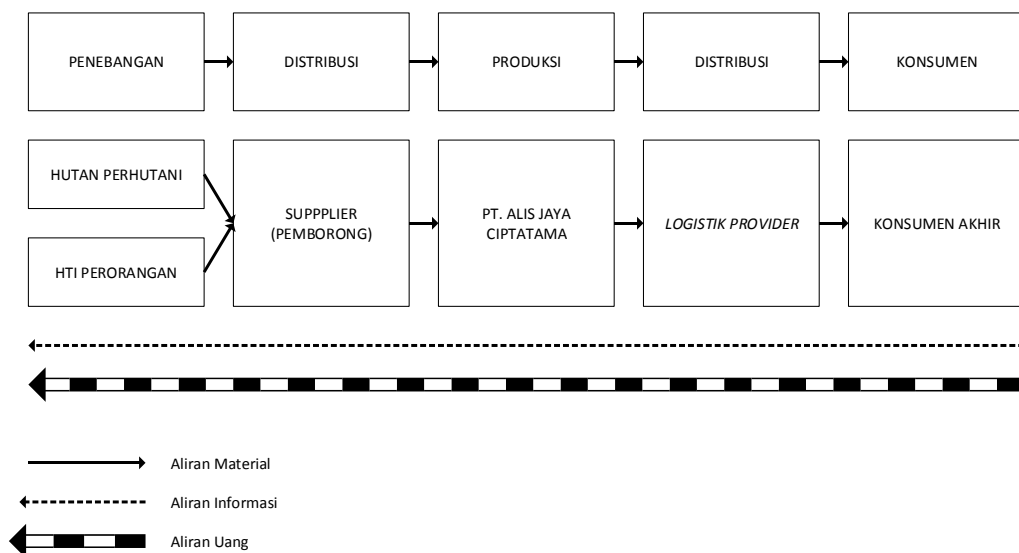 PENEBANGAN
DISTRIBUSI
PRODUKSI
DISTRIBUSI
KONSUMEN
HUTAN PERHUTANI
HTI PERORANGAN
SUPPPLIER
(PEMBORONG)
PT. ALIS JAYA
CIPTATAMA
LOGISTIK PROVIDER
KONSUMEN AKHIR
Aliran Material
Aliran Informasi
Aliran Uang